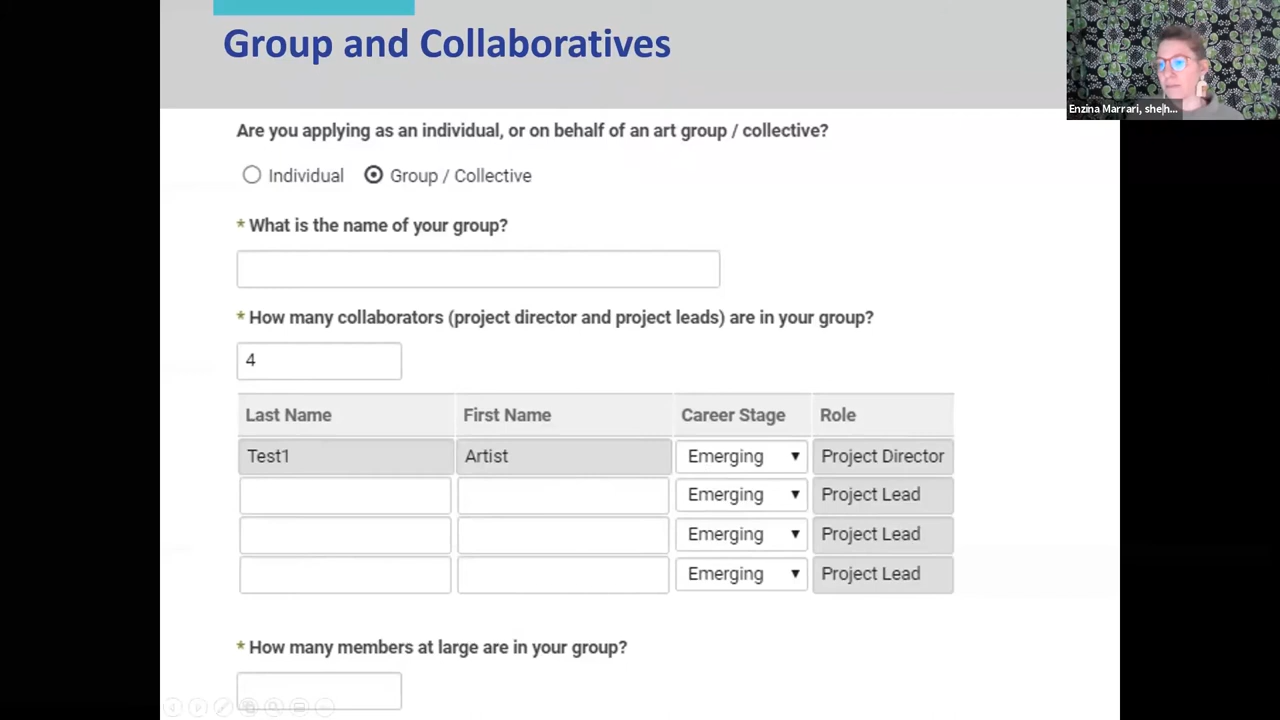 Group and Collaboratives
Enzina Marrari, she|h...
Are you applying as an individual, or on behalf of an art group / collective?
Individual Group / Collective
* What is the name of your group?
* How many collaborators (project director and project leads) are in your group?
4
Last Name First Name Career Stage Role
Test1 Artist Emerging Project Director
Emerging Project Lead
Emerging Project Lead
Emerging Project Lead
* How many members at large are in your group?